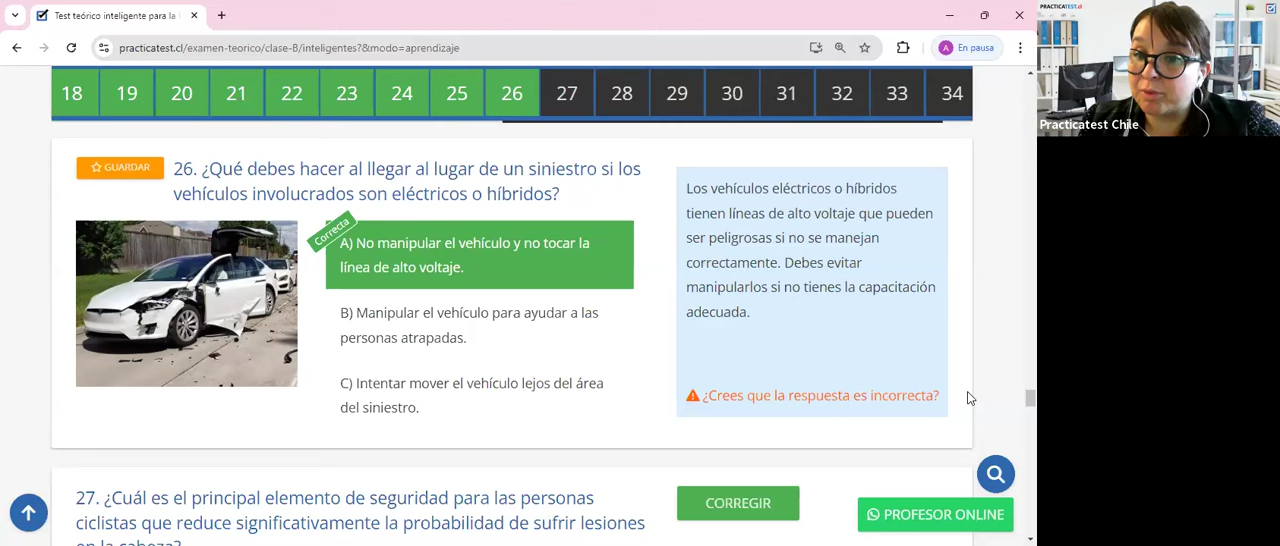 Test teórico inteligente para la
practicatest.cl/examen-teorico/clase-B/inteligentes?&modo=aprendizaje
A
En pausa
PRACTICATEST.cl
Practicatest Chile
18 19 20 21 22 23 24 25 26 27 28 29 30 31 32 33 34
GUARDAR
26. ¿Qué debes hacer al llegar al lugar de un siniestro si los
vehículos involucrados son eléctricos o híbridos?
Correcta
A) No manipular el vehículo y no tocar la
línea de alto voltaje.
B) Manipular el vehículo para ayudar a las
personas atrapadas.
C) Intentar mover el vehículo lejos del área
del siniestro.
Los vehículos eléctricos o híbridos
tienen líneas de alto voltaje que pueden
ser peligrosas si no se manejan
correctamente. Debes evitar
manipularlos si no tienes la capacitación
adecuada.
¿Crees que la respuesta es incorrecta?
27. ¿Cuál es el principal elemento de seguridad para las personas
ciclistas que reduce significativamente la probabilidad de sufrir lesiones
en la cabeza?
CORREGIR
PROFESOR ONLINE